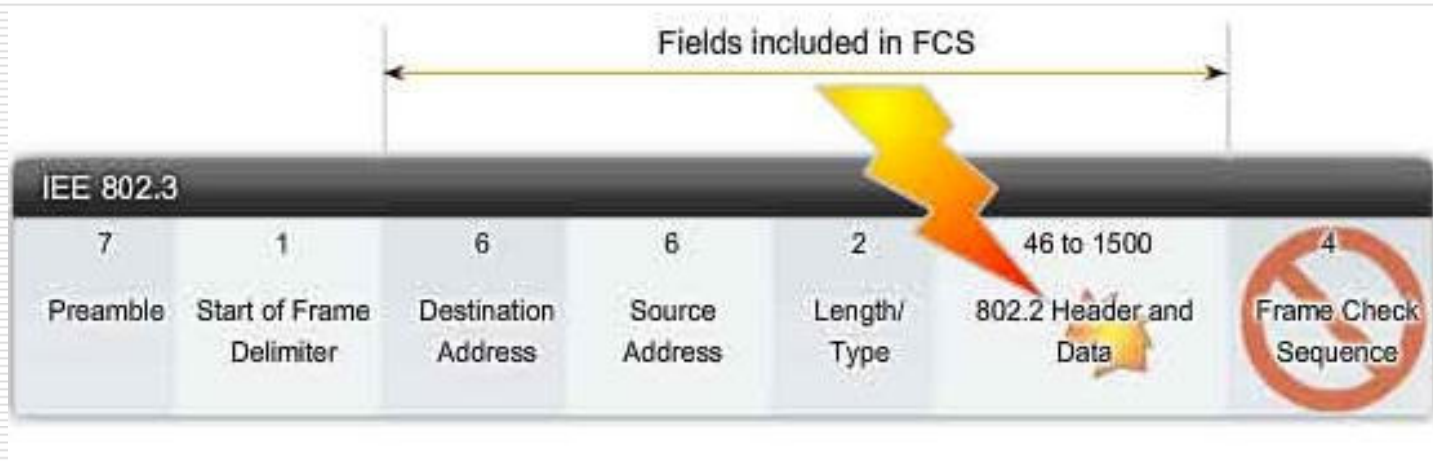 Fields included in FCS
IEE 802.3
7 1 6 6 2 46 to 1500 4
Preamble Start of Frame Destination Source Length/ 802.2 Header and Frame Check
Delimiter Address Address Type Data Sequence